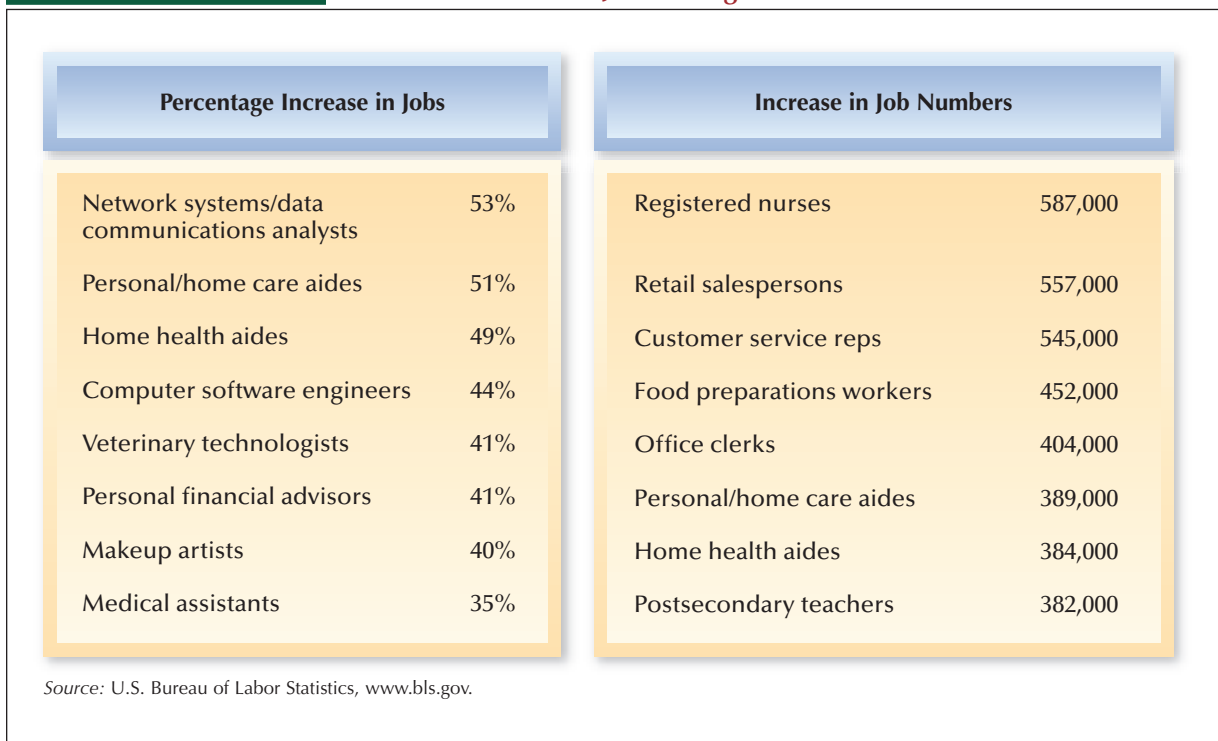 Percentage Increase in Jobs
Network systems/data 53%
communications analysts
Personal/home care aides 51%
Home health aides 49%
Computer software engineers 44%
Veterinary technologists 41%
Personal financial advisors 41%
Makeup artists 40%
Medical assistants 35%
Increase in Job Numbers
Registered nurses 587,000
Retail salespersons 557,000
Customer service reps 545,000
Food preparations workers 452,000
Office clerks 404,000
Personal/home care aides 389,000
Home health aides 384,000
Postsecondary teachers 382,000
Source: U.S. Bureau of Labor Statistics, www.bls.gov.